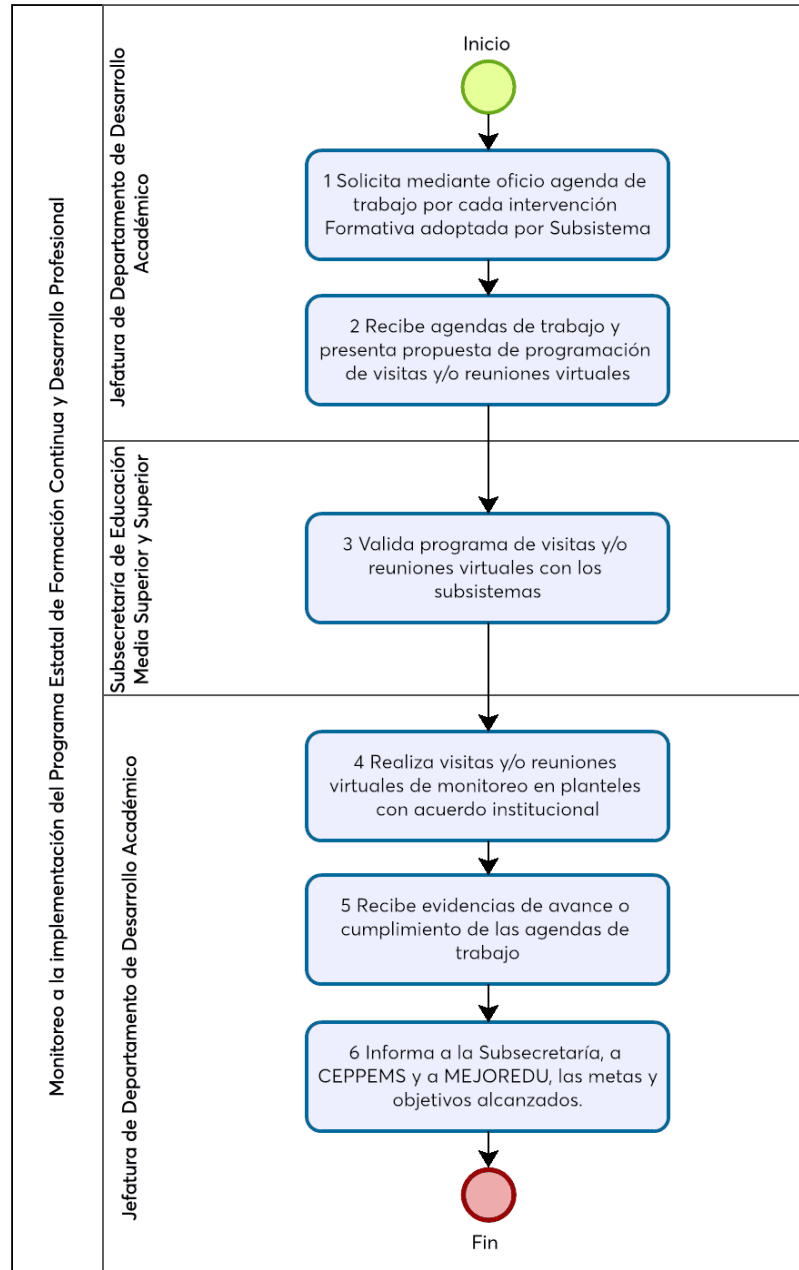 Monitoreo a la implementación del Programa Estatal de Formación Continua y Desarrollo Profesional
Jefatura de Departamento de Desarrollo
Académico
Inicio
1 Solicita mediante oficio agenda de
trabajo por cada intervención
Formativa adoptada por Subsistema
2 Recibe agendas de trabajo y
presenta propuesta de programación
de visitas y/o reuniones virtuales
Subsecretaría de Educación
Media Superior y Superior
3 Valida programa de visitas y/o
reuniones virtuales con los
subsistemas
Jefatura de Departamento de Desarrollo Académico
4 Realiza visitas y/o reuniones
virtuales de monitoreo en planteles
con acuerdo institucional
5 Recibe evidencias de avance o
cumplimiento de las agendas de
trabajo
6 Informa a la Subsecretaría, a
CEPPEMS y a MEJOREDU, las metas y
objetivos alcanzados.
Fin